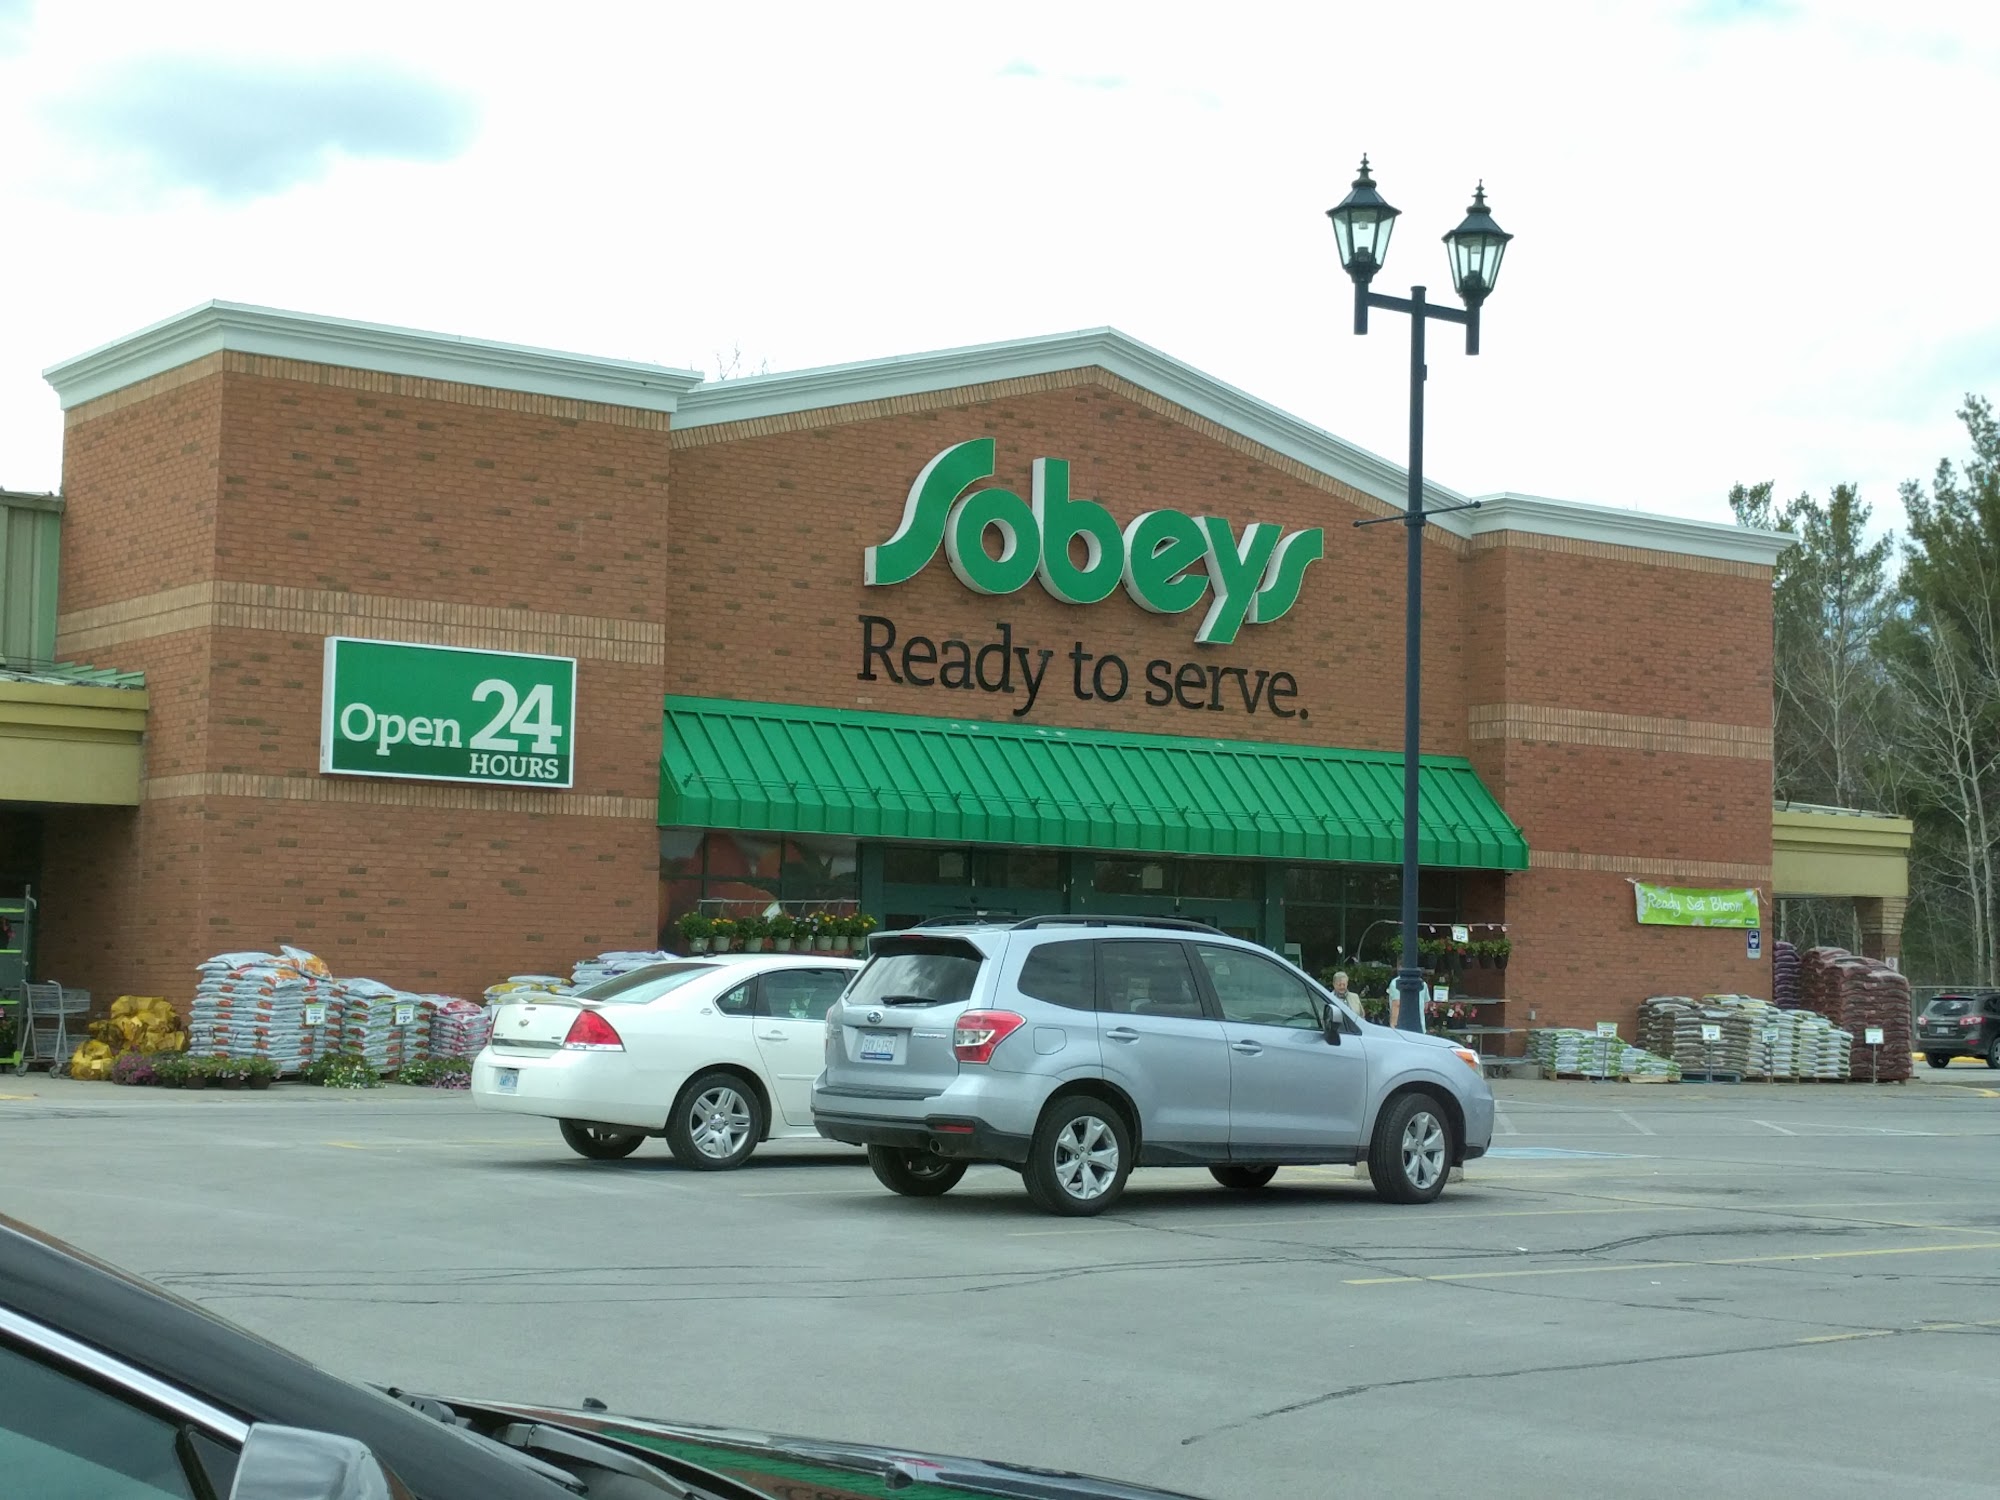 Sobeys
Ready to serve.
Open 24
HOURS
Ready Set Bloom